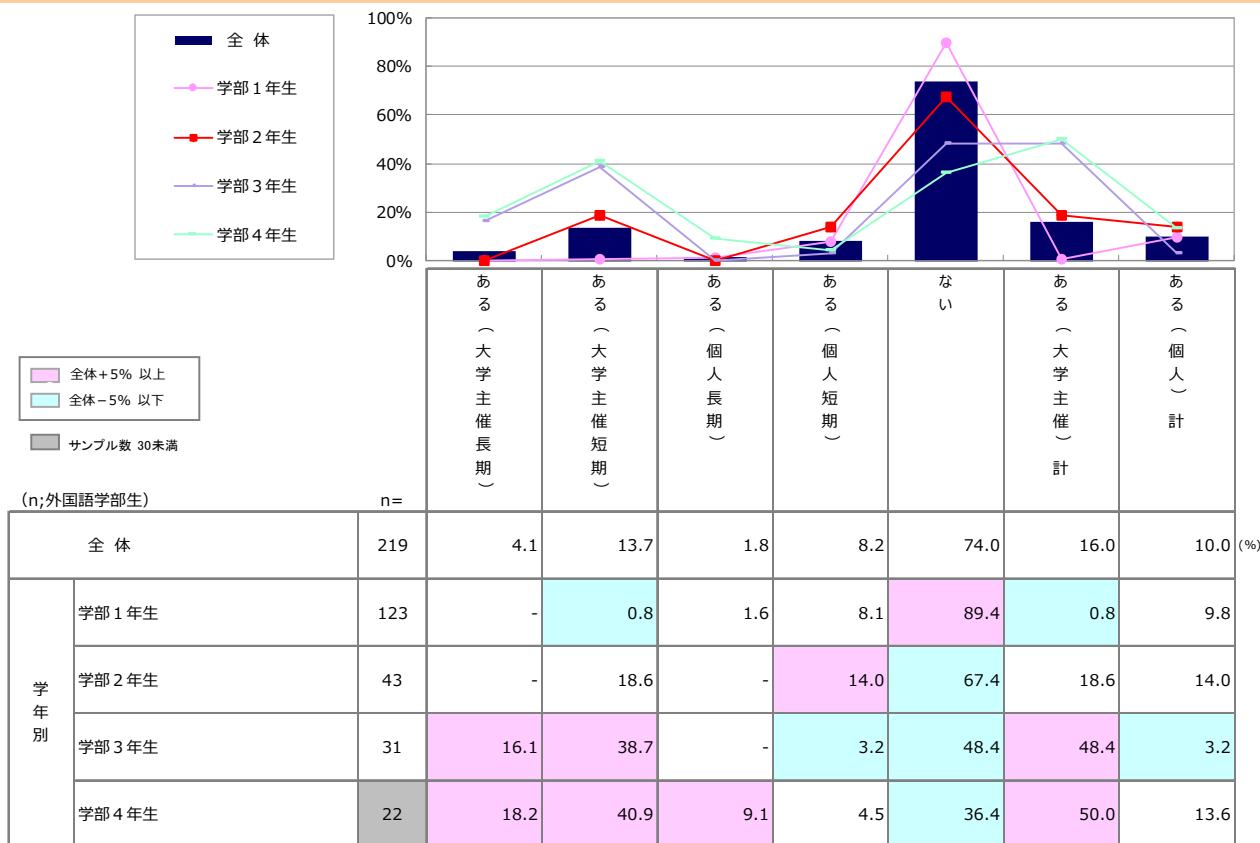 100%
80%
60%
40%
20%
0%
全 体
学部１年生
学部２年生
学部３年生
学部４年生
全体+5% 以上
全体−5% 以下
サンプル数 30未満
(n;外国語学部生) n=
ある（大学主催長期）
ある（大学主催短期）
ある（個人長期）
ある（個人短期）
ない
ある（大学主催）計
ある（個人）計
全 体 219 4.1 13.7 1.8 8.2 74.0 16.0 10.0 (%)
学年別
学部１年生 123 - 0.8 1.6 8.1 89.4 0.8 9.8
学部２年生 43 - 18.6 - 14.0 67.4 18.6 14.0
学部３年生 31 16.1 38.7 - 3.2 48.4 48.4 3.2
学部４年生 22 18.2 40.9 9.1 4.5 36.4 50.0 13.6